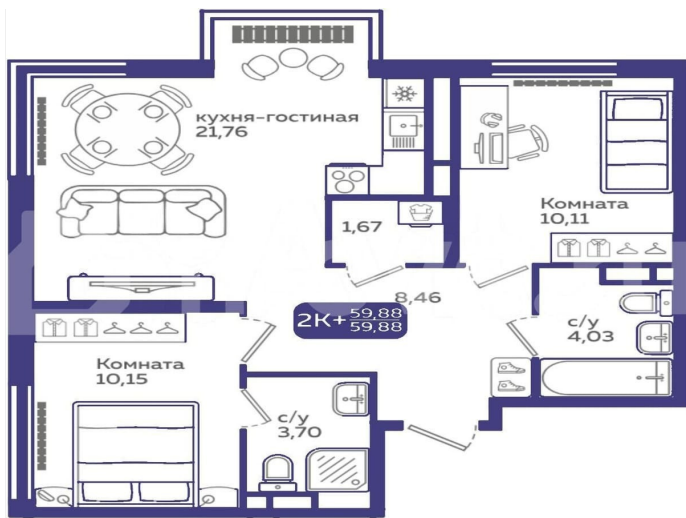 кухня-гостиная
21,76
Комната
10,11
1,67
8,46
2К+ 59,88
59,88
с/у
4,03
Комната
10,15
с/у
3,70